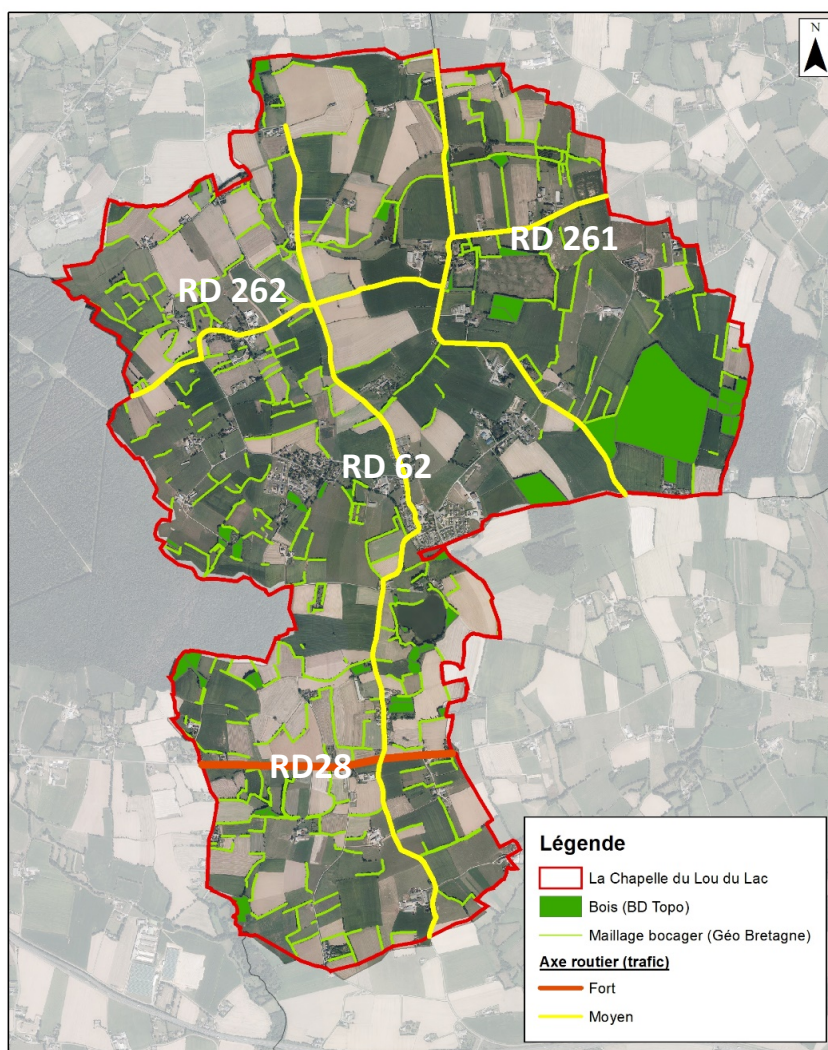 N
RD 261
RD 262
RD 62
RD28
Légende
La Chapelle du Lou du Lac
Bois (BD Topo)
Maillage bocager (Géo Bretagne)
Axe routier (trafic)
Fort
Moyen